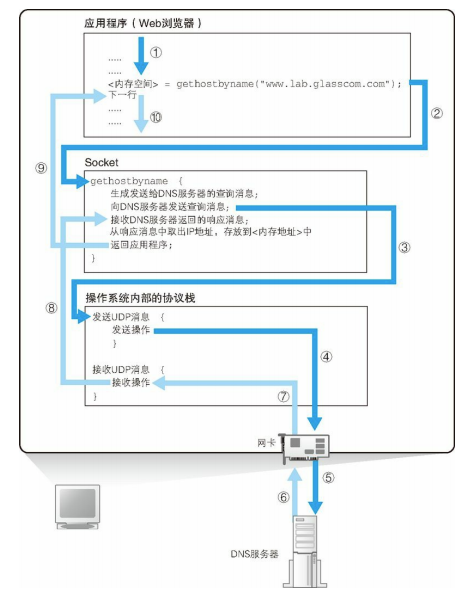 应用程序（Web浏览器）
①
.....
.....
<内存空间> = gethostbyname("www.lab.glasscom.com");
下一行
.....
⑩
.....
②
⑨
Socket
gethostbyname {
生成发送给DNS服务器的查询消息;
向DNS服务器发送查询消息;
接收DNS服务器返回的响应消息;
从响应消息中取出IP地址，存放到<内存地址>中
返回应用程序;
}
③
⑧
操作系统内部的协议栈
发送UDP消息 {
发送操作
}
④
接收UDP消息 {
接收操作
}
⑦
网卡
⑤
⑥
DNS服务器